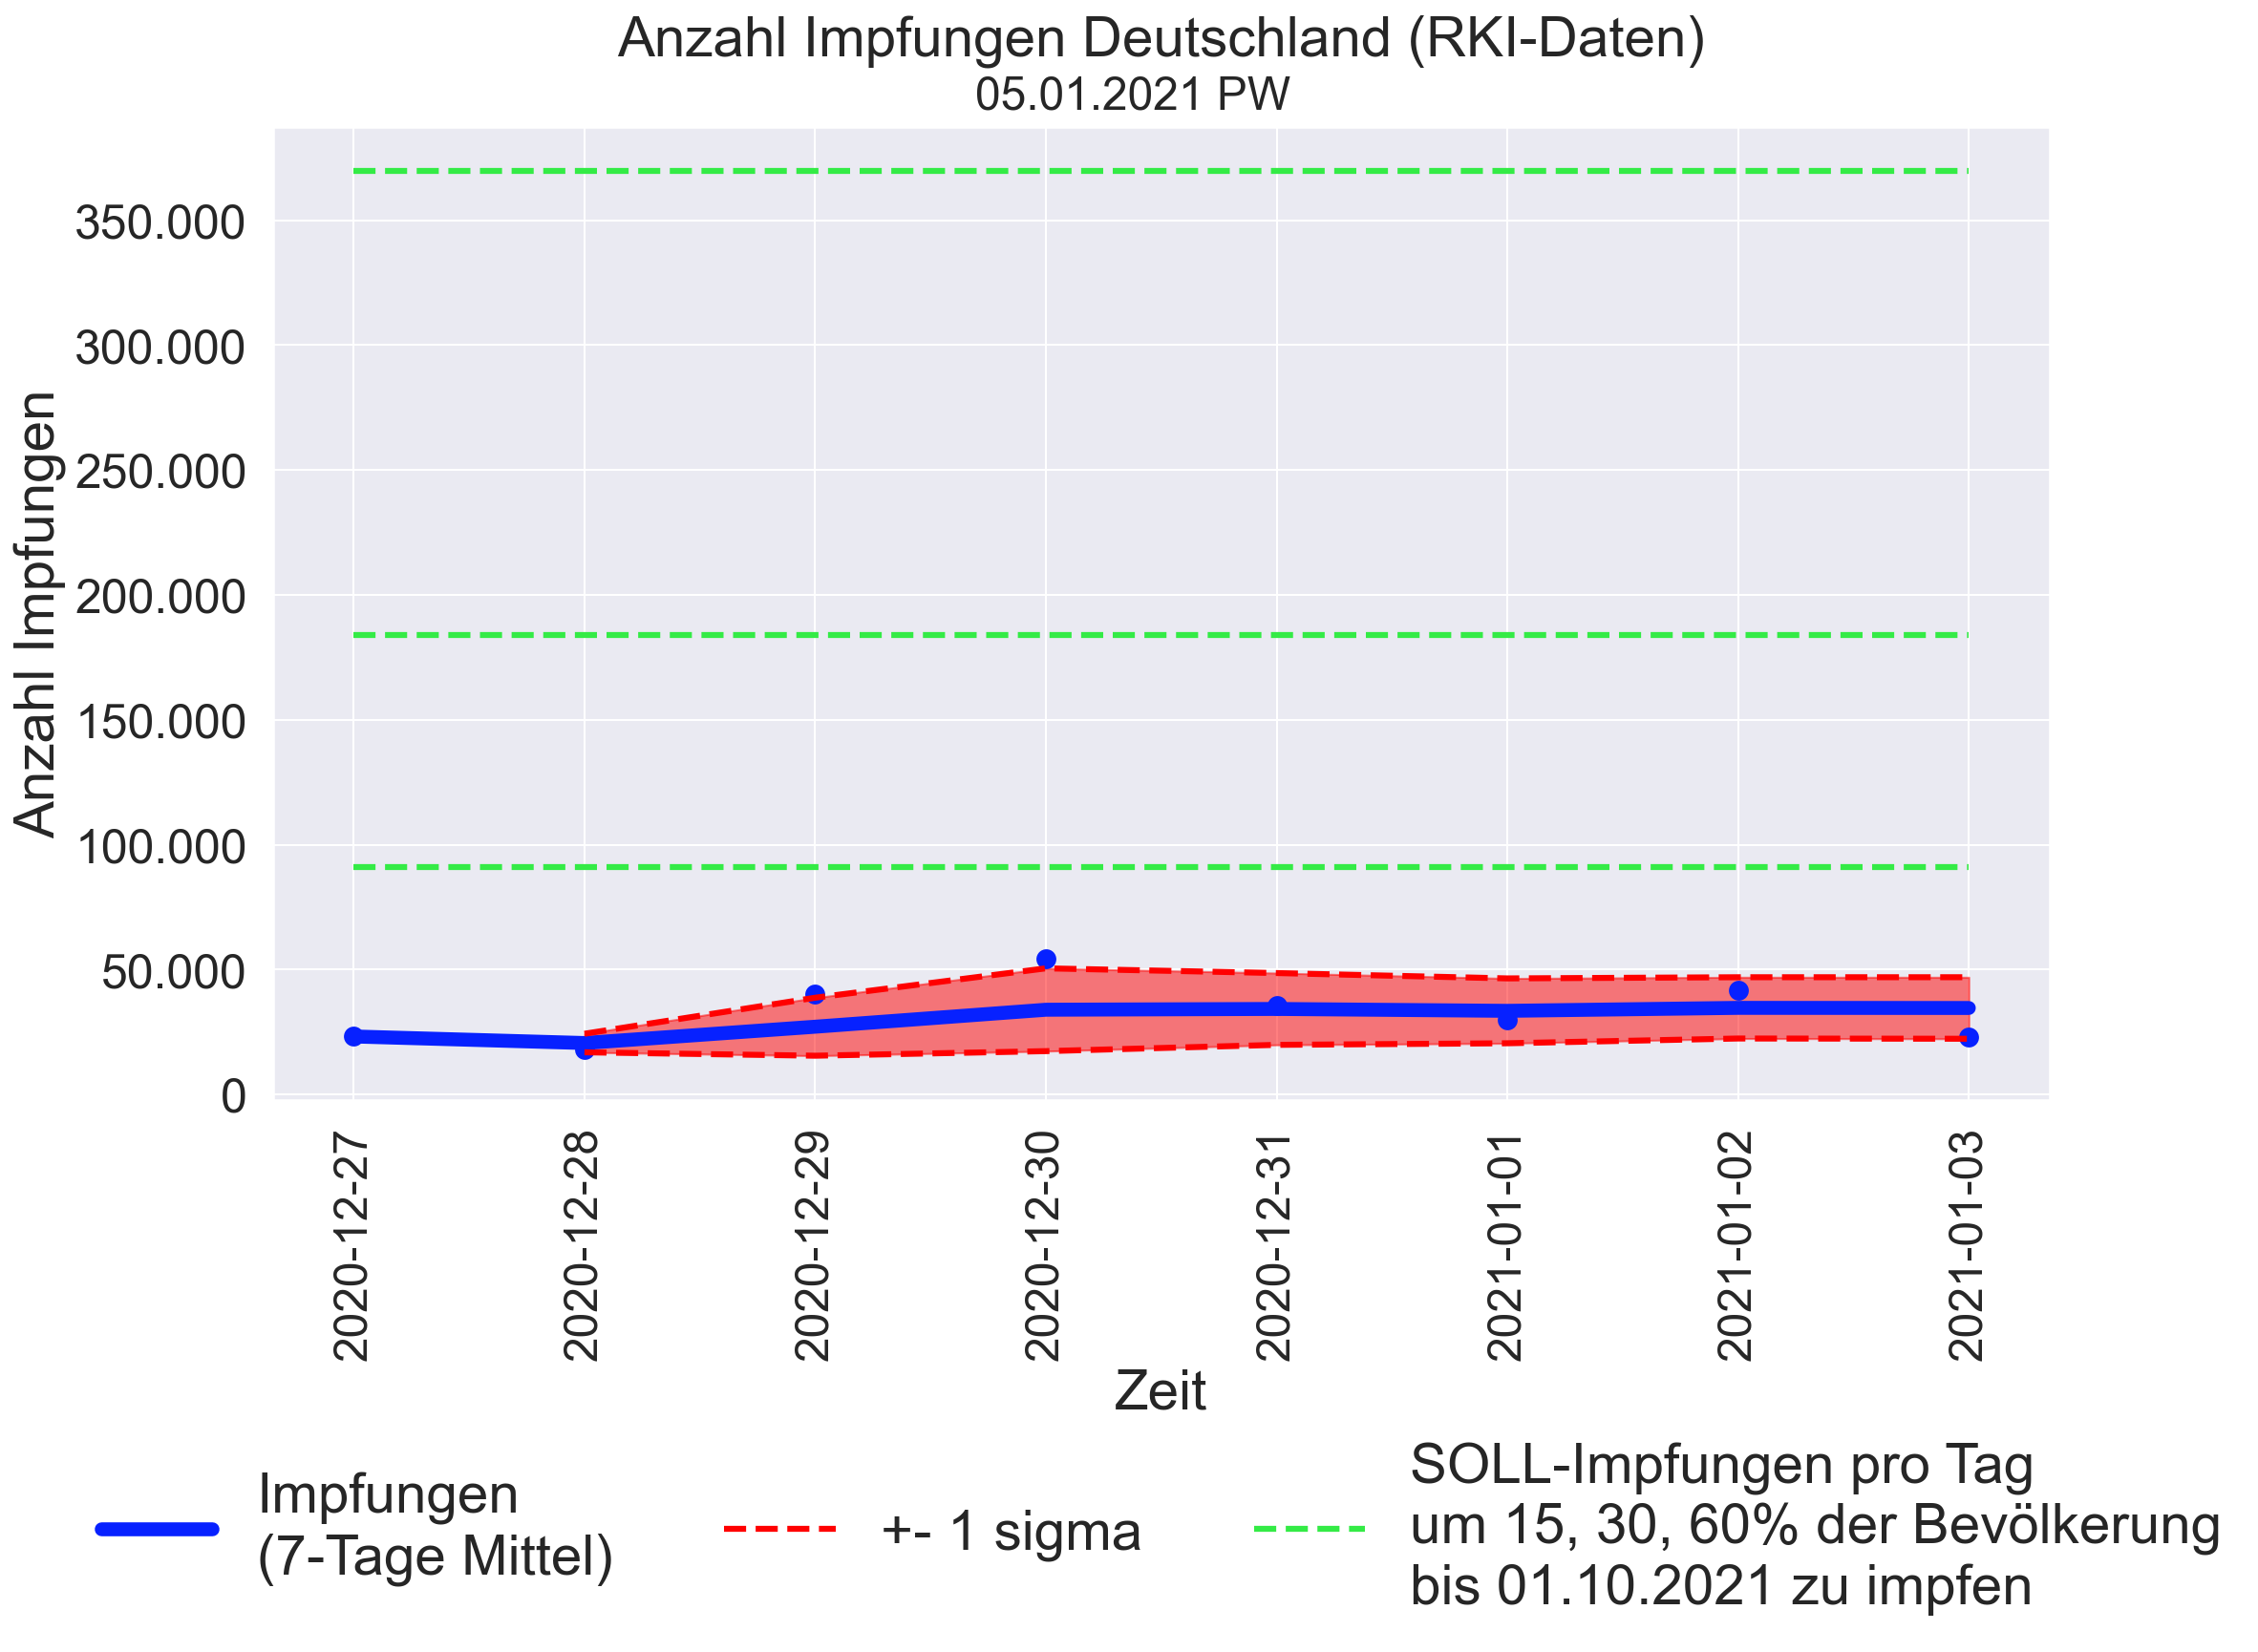 Anzahl Impfungen Deutschland (RKI-Daten)
05.01.2021 PW
Anzahl Impfungen
350.000
300.000
250.000
200.000
150.000
100.000
50.000
0
2020-12-27
2020-12-28
2020-12-29
2020-12-30
2020-12-31
2021-01-01
2021-01-02
2021-01-03
Zeit
Impfungen
(7-Tage Mittel)
+- 1 sigma
SOLL-Impfungen pro Tag
um 15, 30, 60% der Bevölkerung
bis 01.10.2021 zu impfen